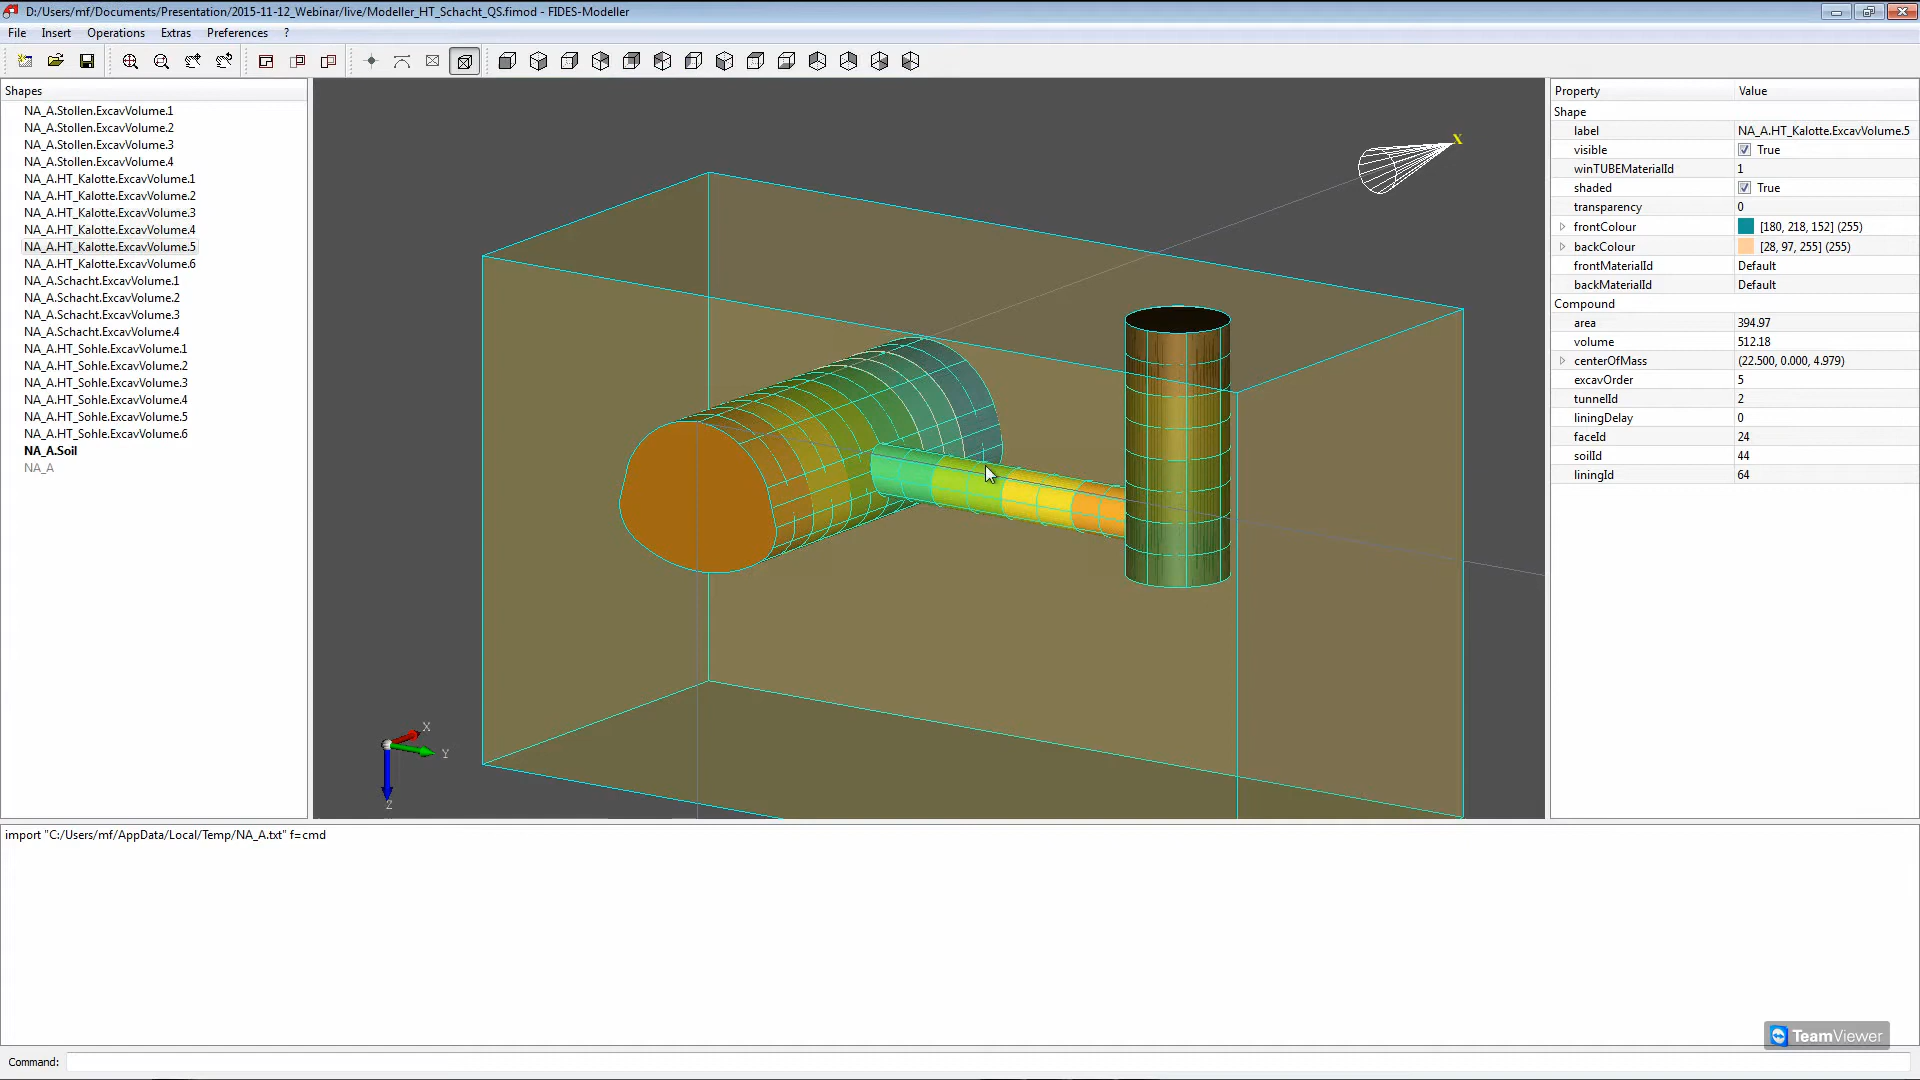 D:/Users/mf/Documents/Presentation/2015-11-12_Webinar/live/Modeller_HT_Schacht_QS.fimod - FIDES-Modeller
File Insert Operations Extras Preferences ?
Shapes
NA_A.Stollen.ExcavVolume.1
NA_A.Stollen.ExcavVolume.2
NA_A.Stollen.ExcavVolume.3
NA_A.Stollen.ExcavVolume.4
NA_A.HT_Kalotte.ExcavVolume.1
NA_A.HT_Kalotte.ExcavVolume.2
NA_A.HT_Kalotte.ExcavVolume.3
NA_A.HT_Kalotte.ExcavVolume.4
NA_A.HT_Kalotte.ExcavVolume.5
NA_A.HT_Kalotte.ExcavVolume.6
NA_A.Schacht.ExcavVolume.1
NA_A.Schacht.ExcavVolume.2
NA_A.Schacht.ExcavVolume.3
NA_A.Schacht.ExcavVolume.4
NA_A.HT_Sohle.ExcavVolume.1
NA_A.HT_Sohle.ExcavVolume.2
NA_A.HT_Sohle.ExcavVolume.3
NA_A.HT_Sohle.ExcavVolume.4
NA_A.HT_Sohle.ExcavVolume.5
NA_A.HT_Sohle.ExcavVolume.6
NA_A.Soil
NA_A
X
X
Y
Z
Property Value
Shape
label NA_A.HT_Kalotte.ExcavVolume.5
visible True
winTUBEMaterialId 1
shaded True
transparency 0
frontColour [180, 218, 152] (255)
backColour [28, 97, 255] (255)
frontMaterialId Default
backMaterialId Default
Compound
area 394.97
volume 512.18
centerOfMass (22.500, 0.000, 4.979)
excavOrder 5
tunnelId 2
liningDelay 0
faceId 24
soilId 44
liningId 64
import "C:/Users/mf/AppData/Local/Temp/NA_A.txt" f=cmd
TeamViewer
Command: